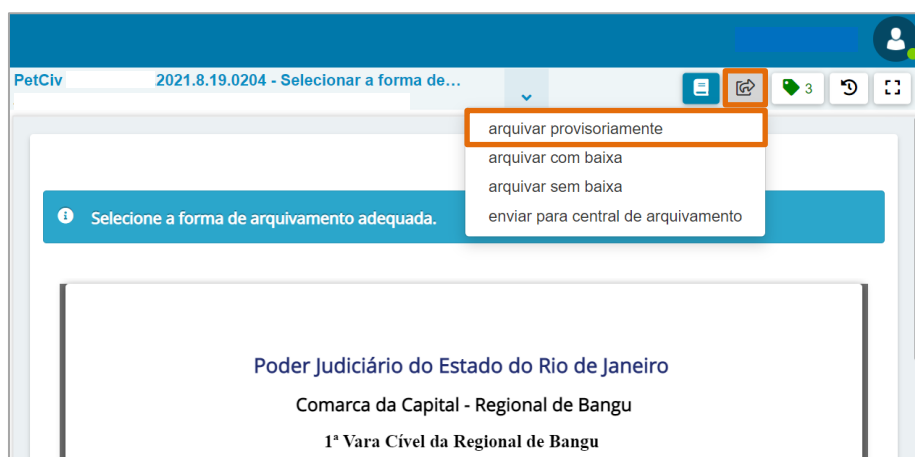 PetCiv 2021.8.19.0204 - Selecionar a forma de…
3
arquivar provisoriamente
arquivar com baixa
arquivar sem baixa
enviar para central de arquivamento
Selecione a forma de arquivamento adequada.
Poder Judiciário do Estado do Rio de Janeiro
Comarca da Capital - Regional de Bangu
1ª Vara Cível da Regional de Bangu